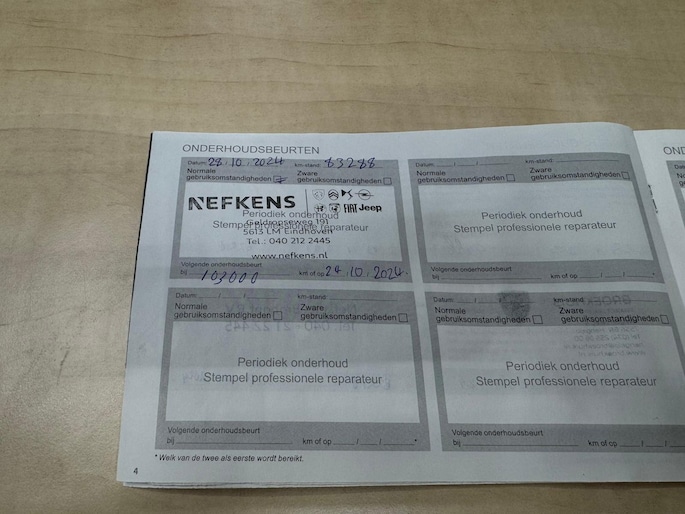 ONDERHOUDSBEURTEN
Datum: 28 / 10 / 2024 km-stand: 83288
Normale gebruiksomstandigheden
Zware gebruiksomstandigheden
NEFKENS
FIAT Jeep
Periodiek onderhoud
Geldropseweg 191
Stempel professionele reparateur
5613 LM Eindhoven
Tel.: 040 212 2445
www.nefkens.nl
Volgende onderhoudsbeurt
bij 103000 km of op 24 / 10 / 2024.
Datum: / / km-stand:
Normale gebruiksomstandigheden
Zware gebruiksomstandigheden
Periodiek onderhoud
Stempel professionele reparateur
Volgende onderhoudsbeurt
bij km of op / / *
Datum: / / km-stand:
Normale gebruiksomstandigheden
Zware gebruiksomstandigheden
Periodiek onderhoud
Stempel professionele reparateur
Volgende onderhoudsbeurt
bij km of op / / *
Datum: / / km-stand:
Normale gebruiksomstandigheden
Zware gebruiksomstandigheden
Periodiek onderhoud
Stempel professionele reparateur
Volgende onderhoudsbeurt
bij km of op / / *
* Welk van de twee als eerste wordt bereikt.
4